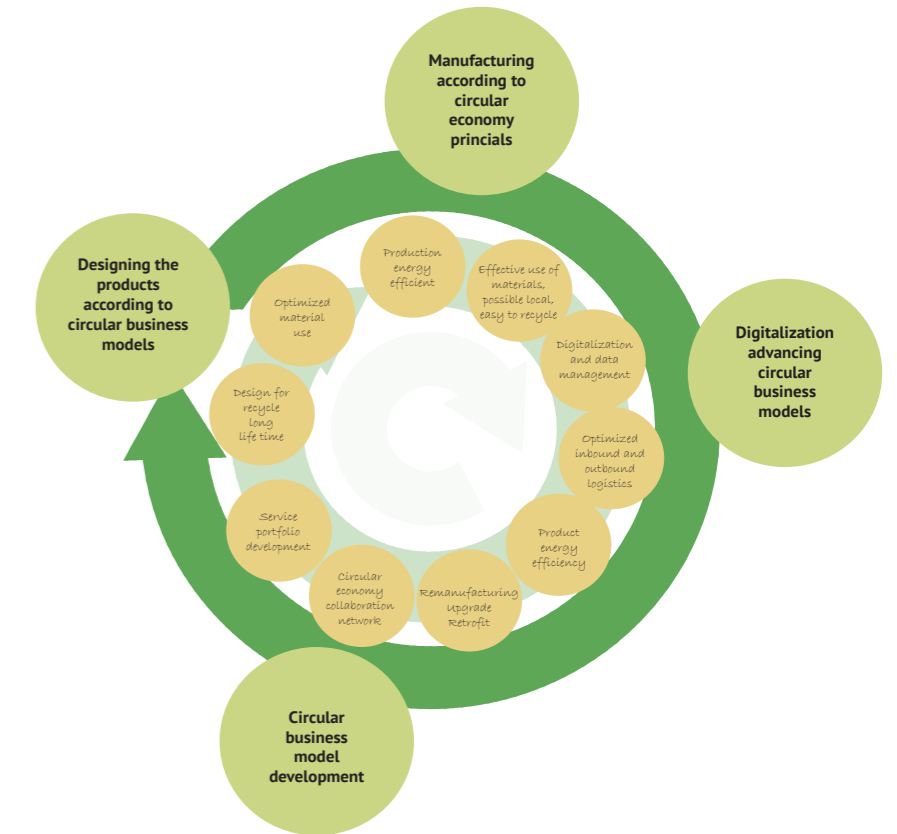 Manufacturing
according to
circular
economy
princials
Designing the
products
according to
circular business
models
Digitalization
advancing
circular
business
models
Circular
business
model
development
Production
energy
efficient
Effective use of
materials,
possible local,
easy to recycle
Digitalization
and data
management
Optimized
inbound and
outbound
logistics
Product
energy
efficiency
Remanufacturing
Upgrade
Retrofit
Circular
economy
collaboration
network
Service
portfolio
development
Design for
recycle
long
life time
Optimized
material
use